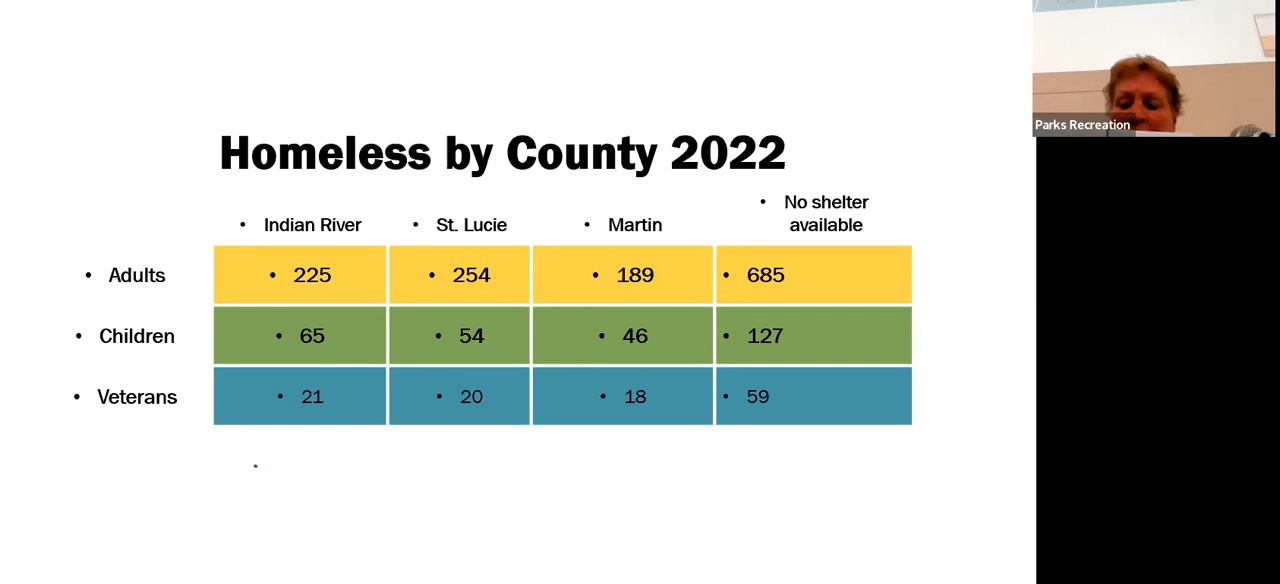 Parks Recreation
Homeless by County 2022
• Indian River • St. Lucie • Martin • No shelter
available
• Adults • 225 • 254 • 189 • 685
• Children • 65 • 54 • 46 • 127
• Veterans • 21 • 20 • 18 • 59